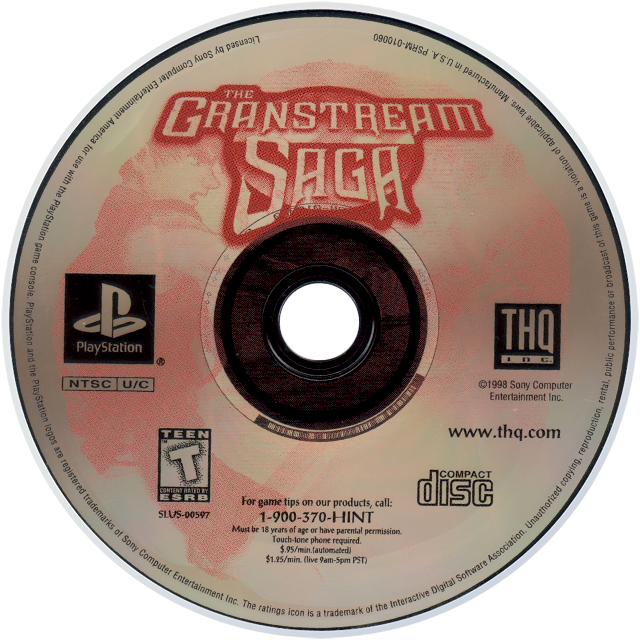 THE
GRANSTREAM
SAGA
PlayStation
®
NTSC U/C
THQ
INC.
©1998 Sony Computer
Entertainment Inc.
www.thq.com
TEEN
T
CONTENT RATED BY
ESRB
SLUS-00597
COMPACT
disc
For game tips on our products, call:
1-900-370-HINT
Must be 18 years of age or have parental permission.
Touch-tone phone required.
$.95/min.(automated)
$1.25/min. (live 9am-5pm PST)
Licensed by Sony Computer Entertainment America for use with the PlayStation game console. PlayStation and the PlayStation logos are registered trademarks of Sony Computer Entertainment Inc. The ratings icon is a trademark of the Interactive Digital Software Association. Unauthorized copying, reproduction, rental, public performance or broadcast of this game is a violation of applicable laws. Manufactured in U.S.A. PSRM-010060